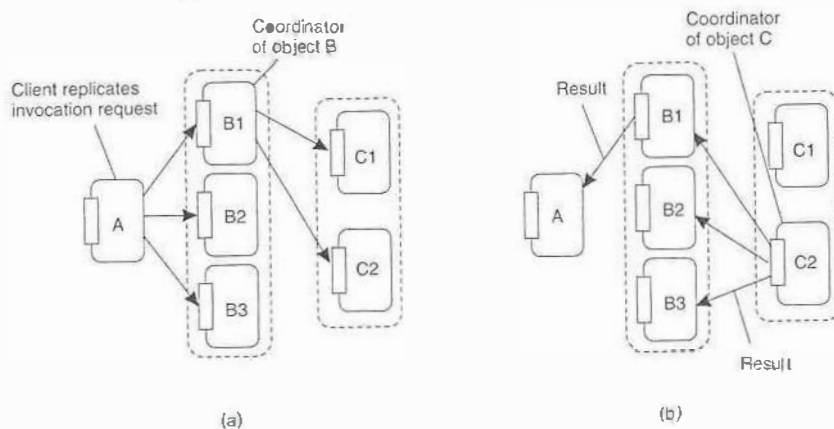 Coordinator
of object B
Client replicates
invocation request
A
B1
B2
B3
C1
C2
(a)
Coordinator
of object C
Result
A
B1
B2
B3
C1
C2
Result
(b)